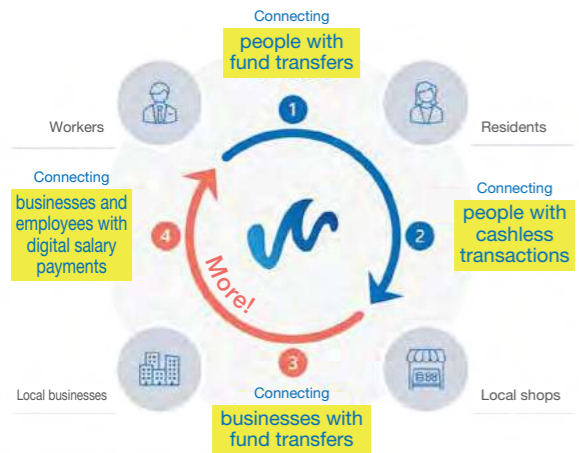 Connecting
people with
fund transfers
1
Workers
Residents
Connecting
businesses and
employees with
digital salary
payments
4
2
Connecting
people with
cashless
transactions
More!
3
Local businesses
Local shops
Connecting
businesses with
fund transfers